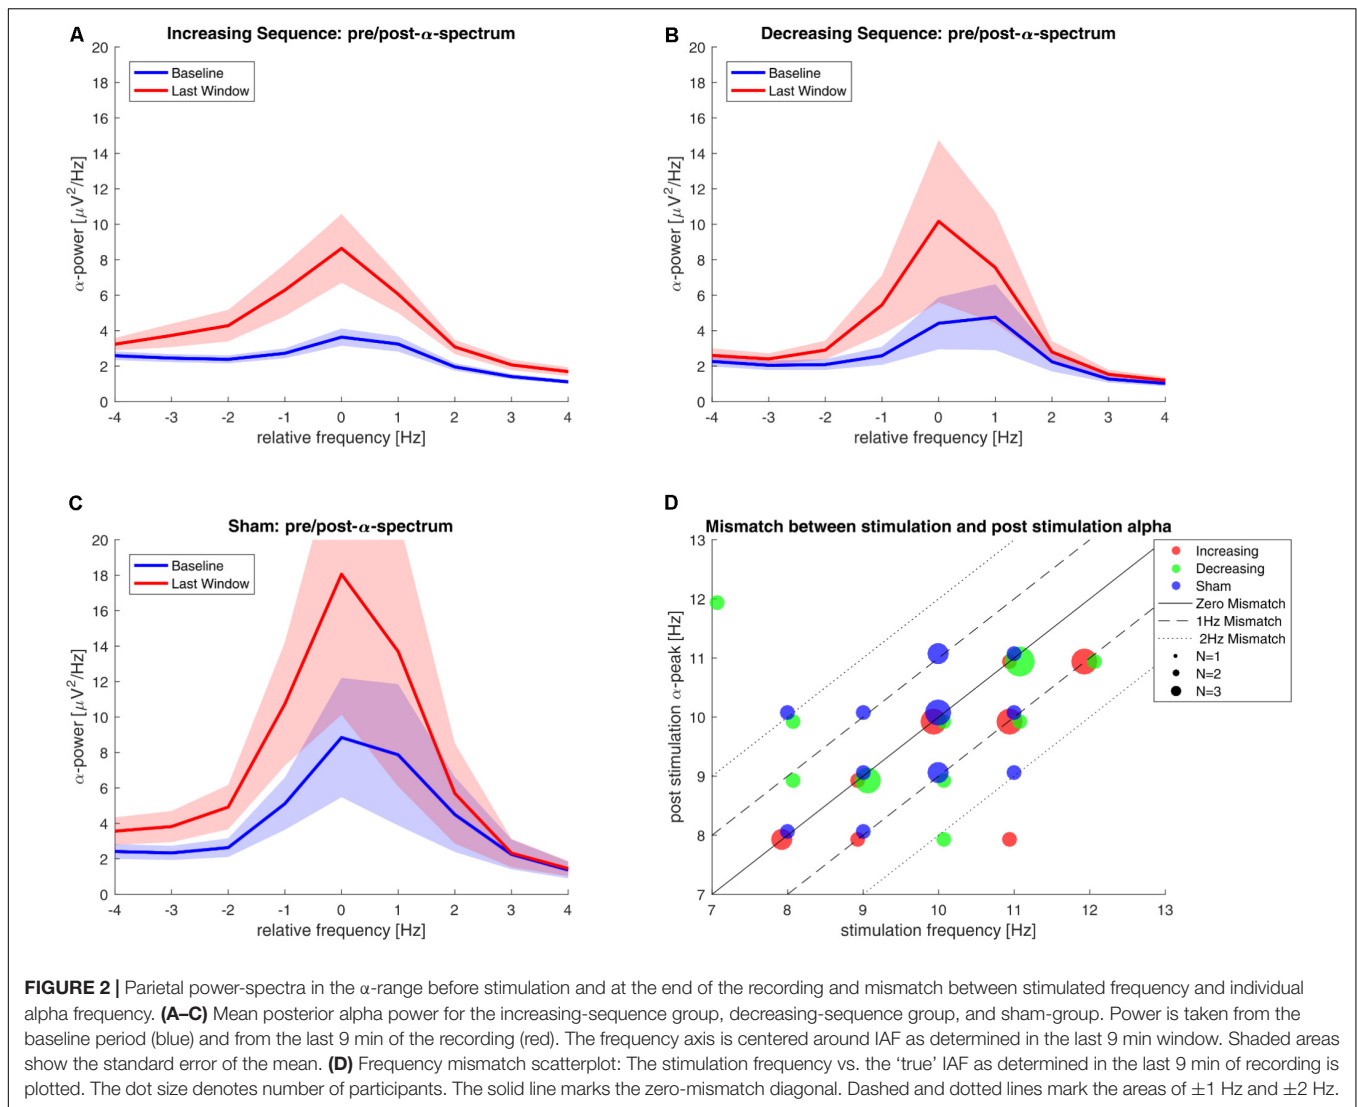 A
Increasing Sequence: pre/post-α-spectrum
20
18
16
14
12
10
8
6
4
2
0
α-power [μV²/Hz]
Baseline
Last Window
-4 -3 -2 -1 0 1 2 3 4
relative frequency [Hz]
B
Decreasing Sequence: pre/post-α-spectrum
20
18
16
14
12
10
8
6
4
2
0
α-power [μV²/Hz]
Baseline
Last Window
-4 -3 -2 -1 0 1 2 3 4
relative frequency [Hz]
C
Sham: pre/post-α-spectrum
20
18
16
14
12
10
8
6
4
2
0
α-power [μV²/Hz]
Baseline
Last Window
-4 -3 -2 -1 0 1 2 3 4
relative frequency [Hz]
D
Mismatch between stimulation and post stimulation alpha
13
12
11
10
9
8
7
post stimulation α-peak [Hz]
Increasing
Decreasing
Sham
Zero Mismatch
1Hz Mismatch
2Hz Mismatch
N=1
N=2
N=3
7 8 9 10 11 12 13
stimulation frequency [Hz]
FIGURE 2 | Parietal power-spectra in the α-range before stimulation and at the end of the recording and mismatch between stimulated frequency and individual
alpha frequency. (A–C) Mean posterior alpha power for the increasing-sequence group, decreasing-sequence group, and sham-group. Power is taken from the
baseline period (blue) and from the last 9 min of the recording (red). The frequency axis is centered around IAF as determined in the last 9 min window. Shaded areas
show the standard error of the mean. (D) Frequency mismatch scatterplot: The stimulation frequency vs. the ‘true’ IAF as determined in the last 9 min of recording is
plotted. The dot size denotes number of participants. The solid line marks the zero-mismatch diagonal. Dashed and dotted lines mark the areas of ±1 Hz and ±2 Hz.